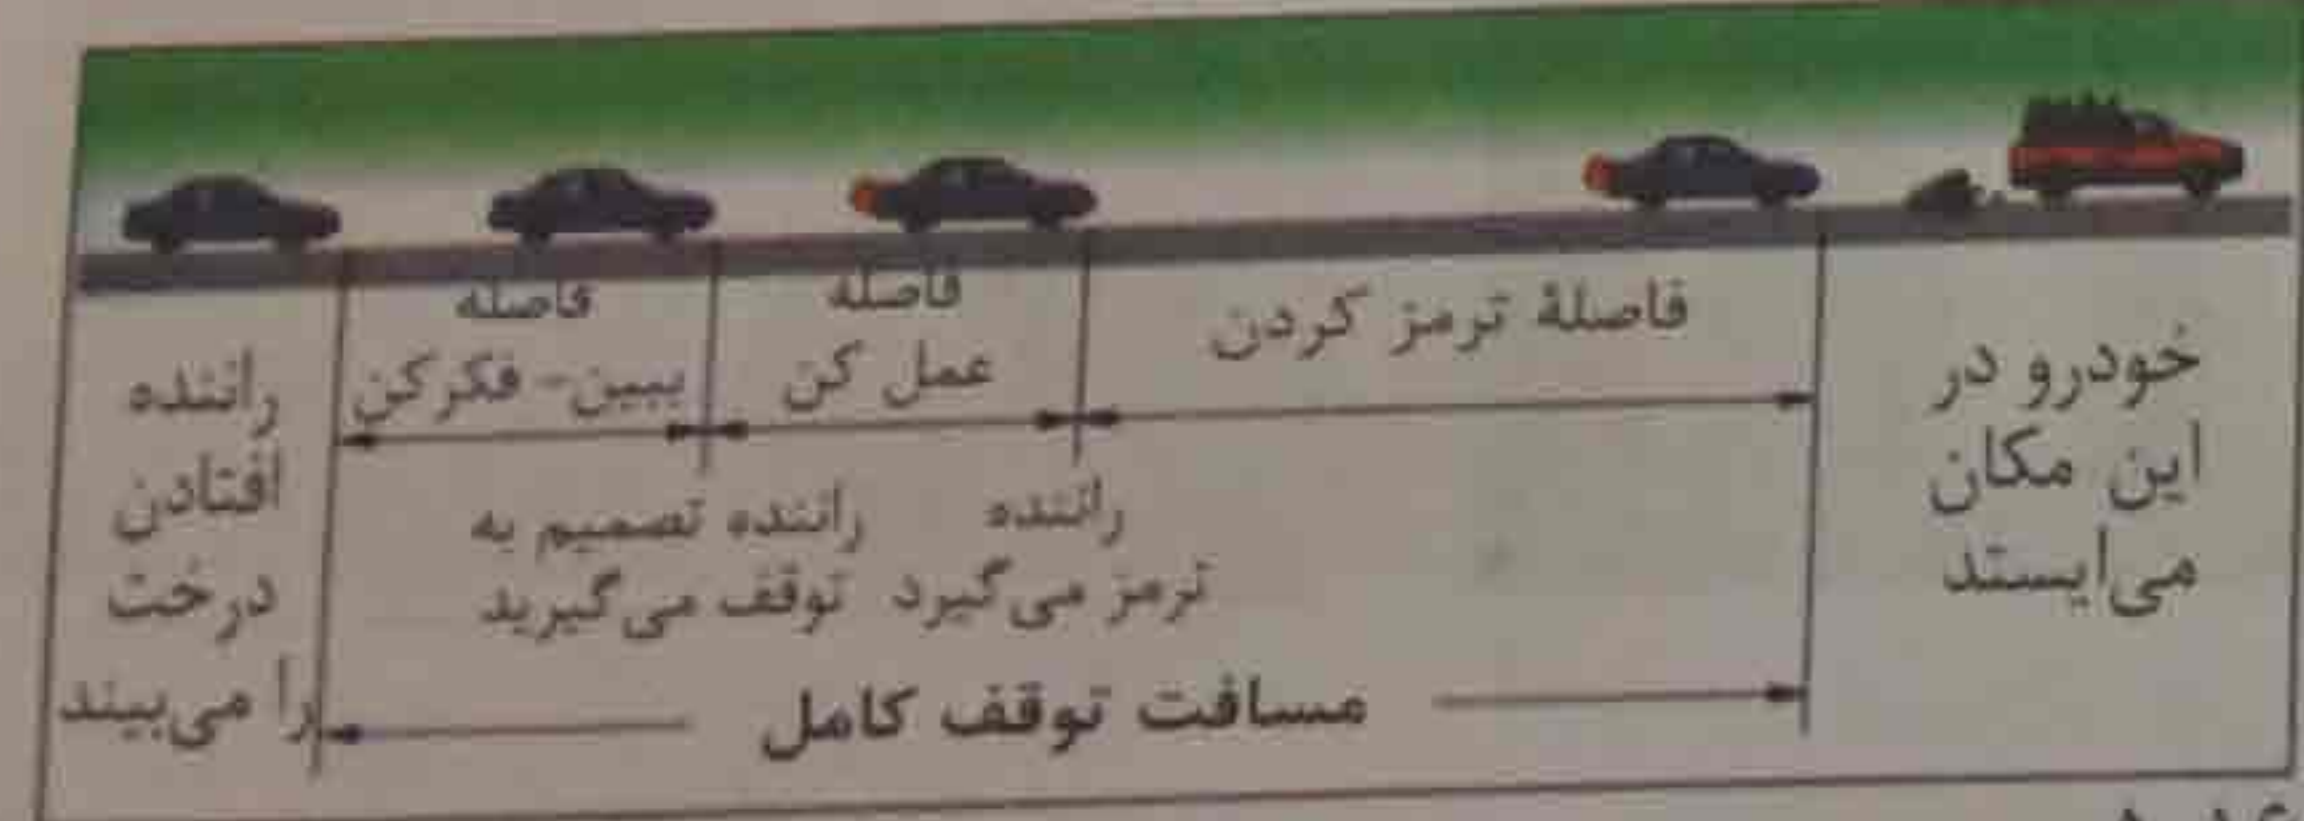 خودرو در
این مکان
می‌ایستد
فاصلهٔ ترمز کردن
فاصله
عمل کن
فاصله
ببین- فکرکن
راننده
افتادن
درخت
را می‌بیند
راننده
ترمز می‌گیرد
راننده تصمیم به
توقف می‌گیرید
مسافت توقف کامل